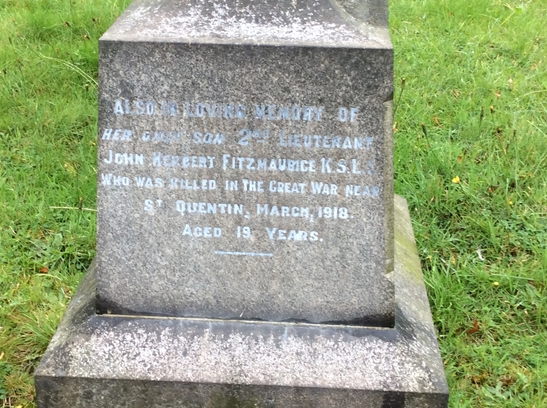 ALSO IN LOVING MEMORY OF
HER ONLY SON 2ND LIEUTENANT
JOHN HERBERT FITZMAURICE K.S.L.I.
WHO WAS KILLED IN THE GREAT WAR NEAR
ST QUENTIN, MARCH, 1918.
AGED 19 YEARS.